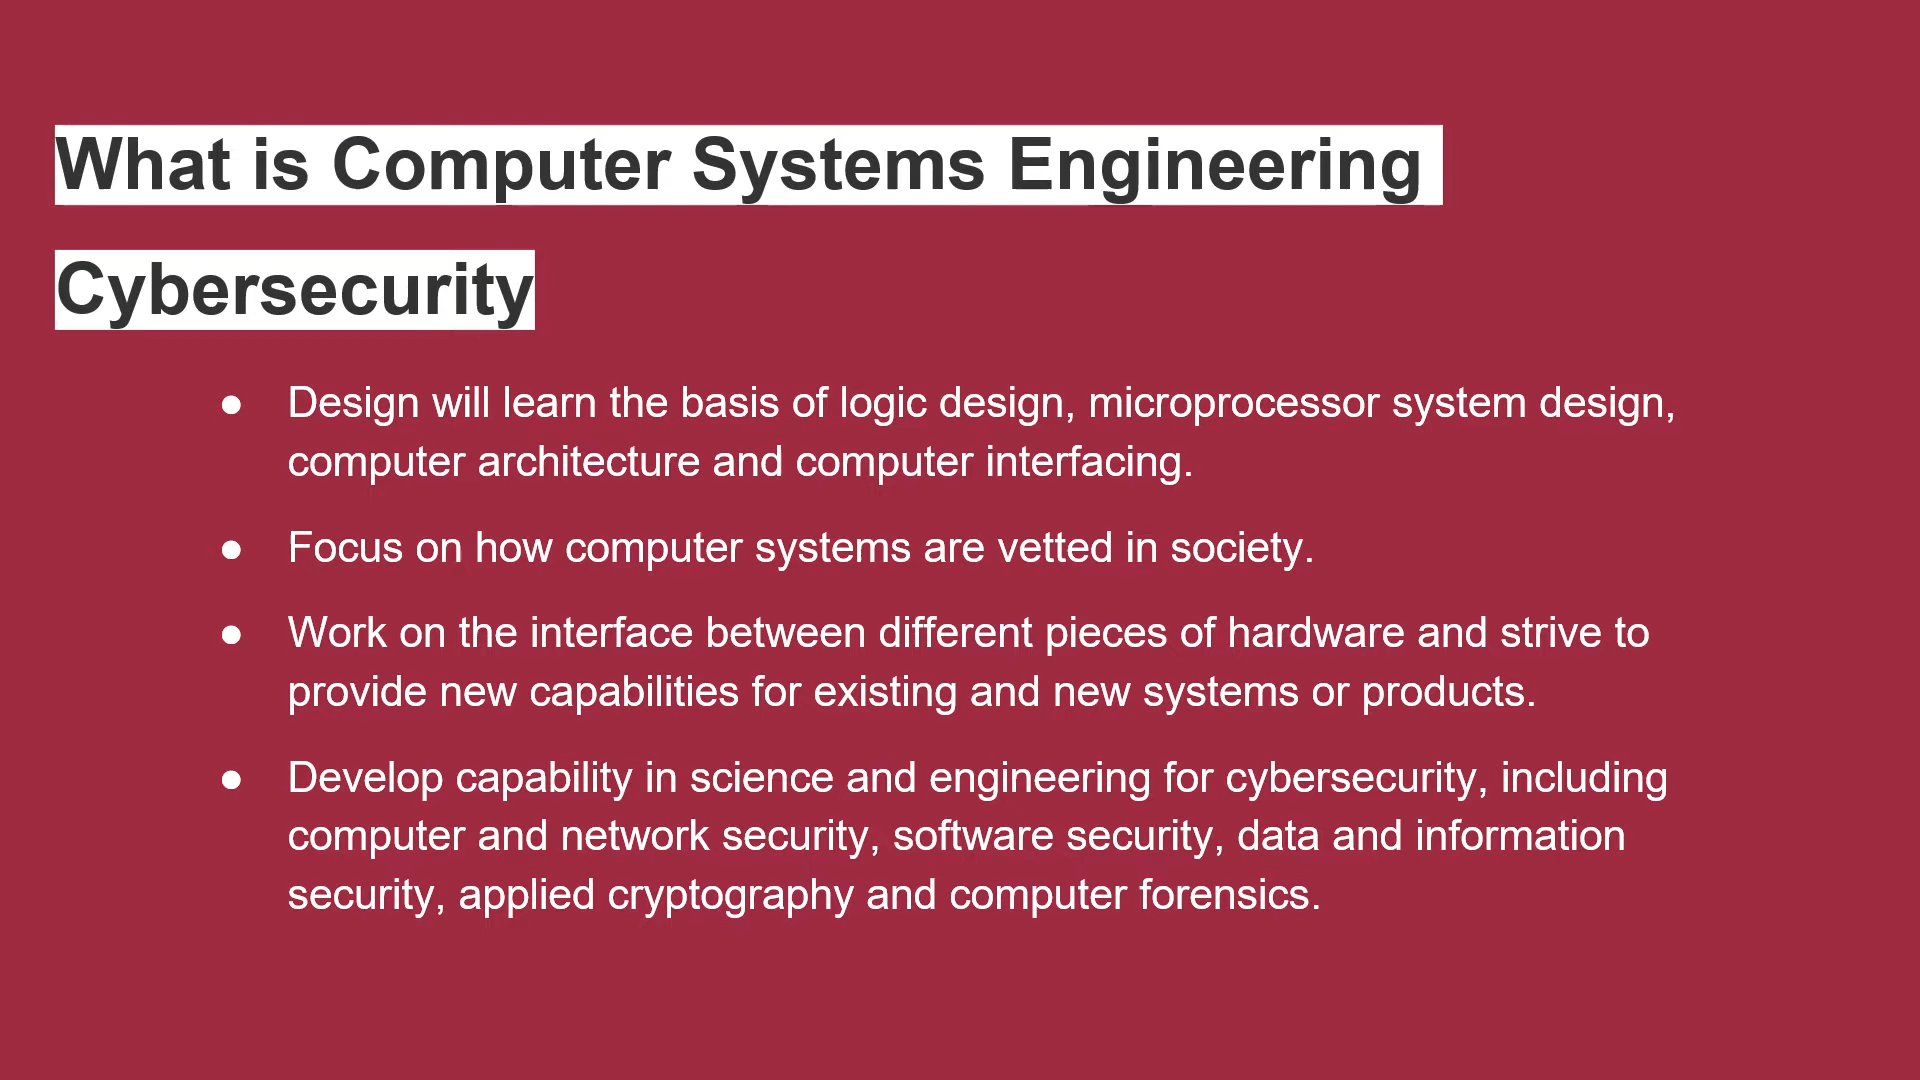 What is Computer Systems Engineering
Cybersecurity
● Design will learn the basis of logic design, microprocessor system design,
computer architecture and computer interfacing.
● Focus on how computer systems are vetted in society.
● Work on the interface between different pieces of hardware and strive to
provide new capabilities for existing and new systems or products.
● Develop capability in science and engineering for cybersecurity, including
computer and network security, software security, data and information
security, applied cryptography and computer forensics.